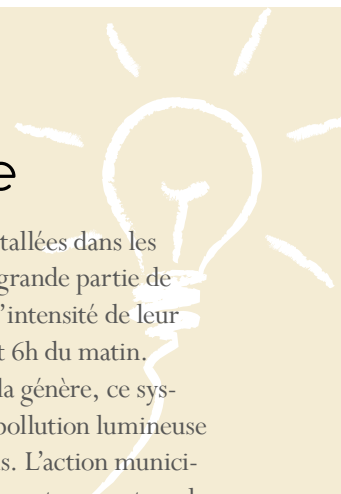 e
tallées dans les
grande partie de
'intensité de leur
t 6h du matin.
la génère, ce sys-
pollution lumineuse
s. L'action munici-